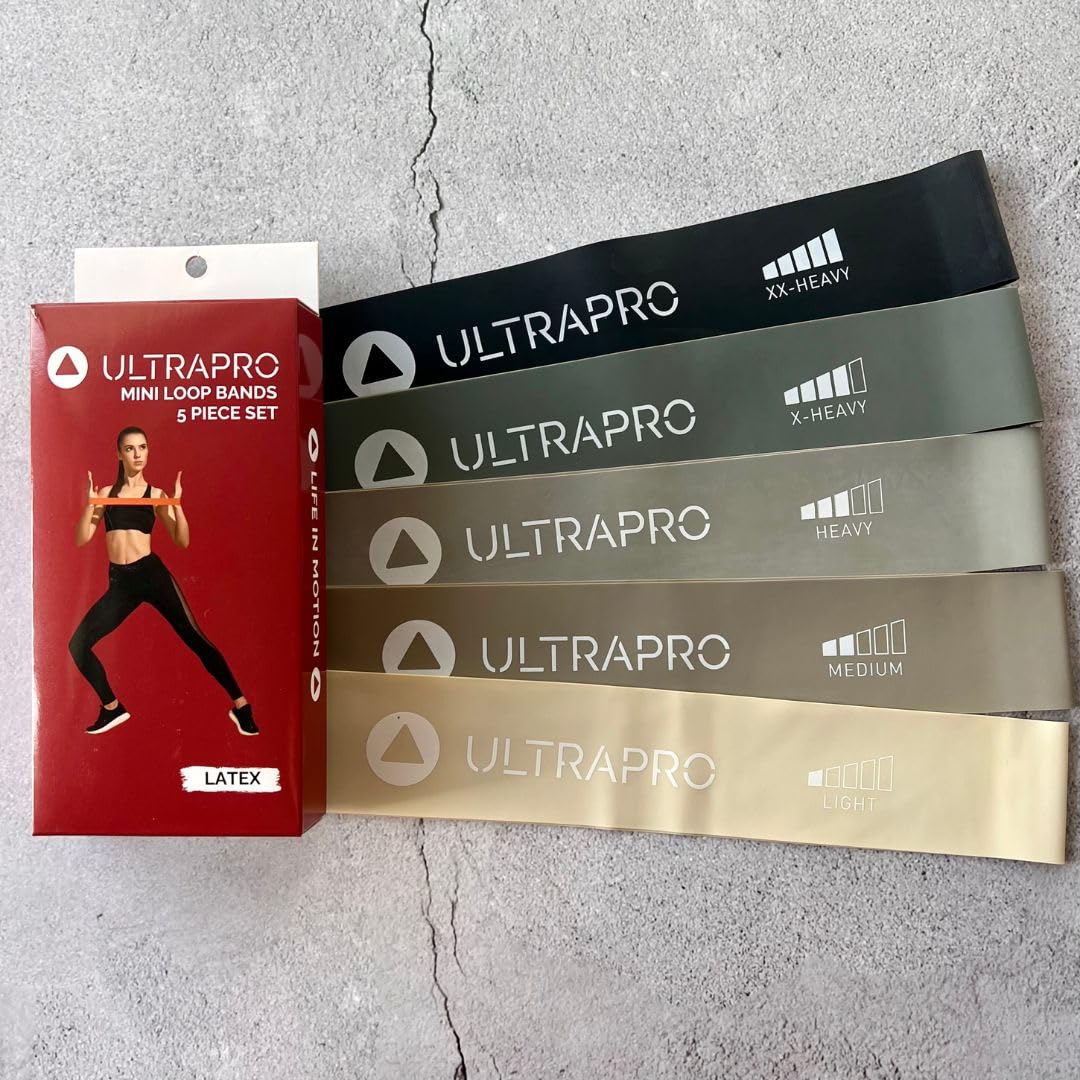 ULTRAPRO
MINI LOOP BANDS
5 PIECE SET
LATEX
LIFE IN MOTION
ULTRAPRO
XX-HEAVY
ULTRAPRO
X-HEAVY
ULTRAPRO
HEAVY
ULTRAPRO
MEDIUM
ULTRAPRO
LIGHT